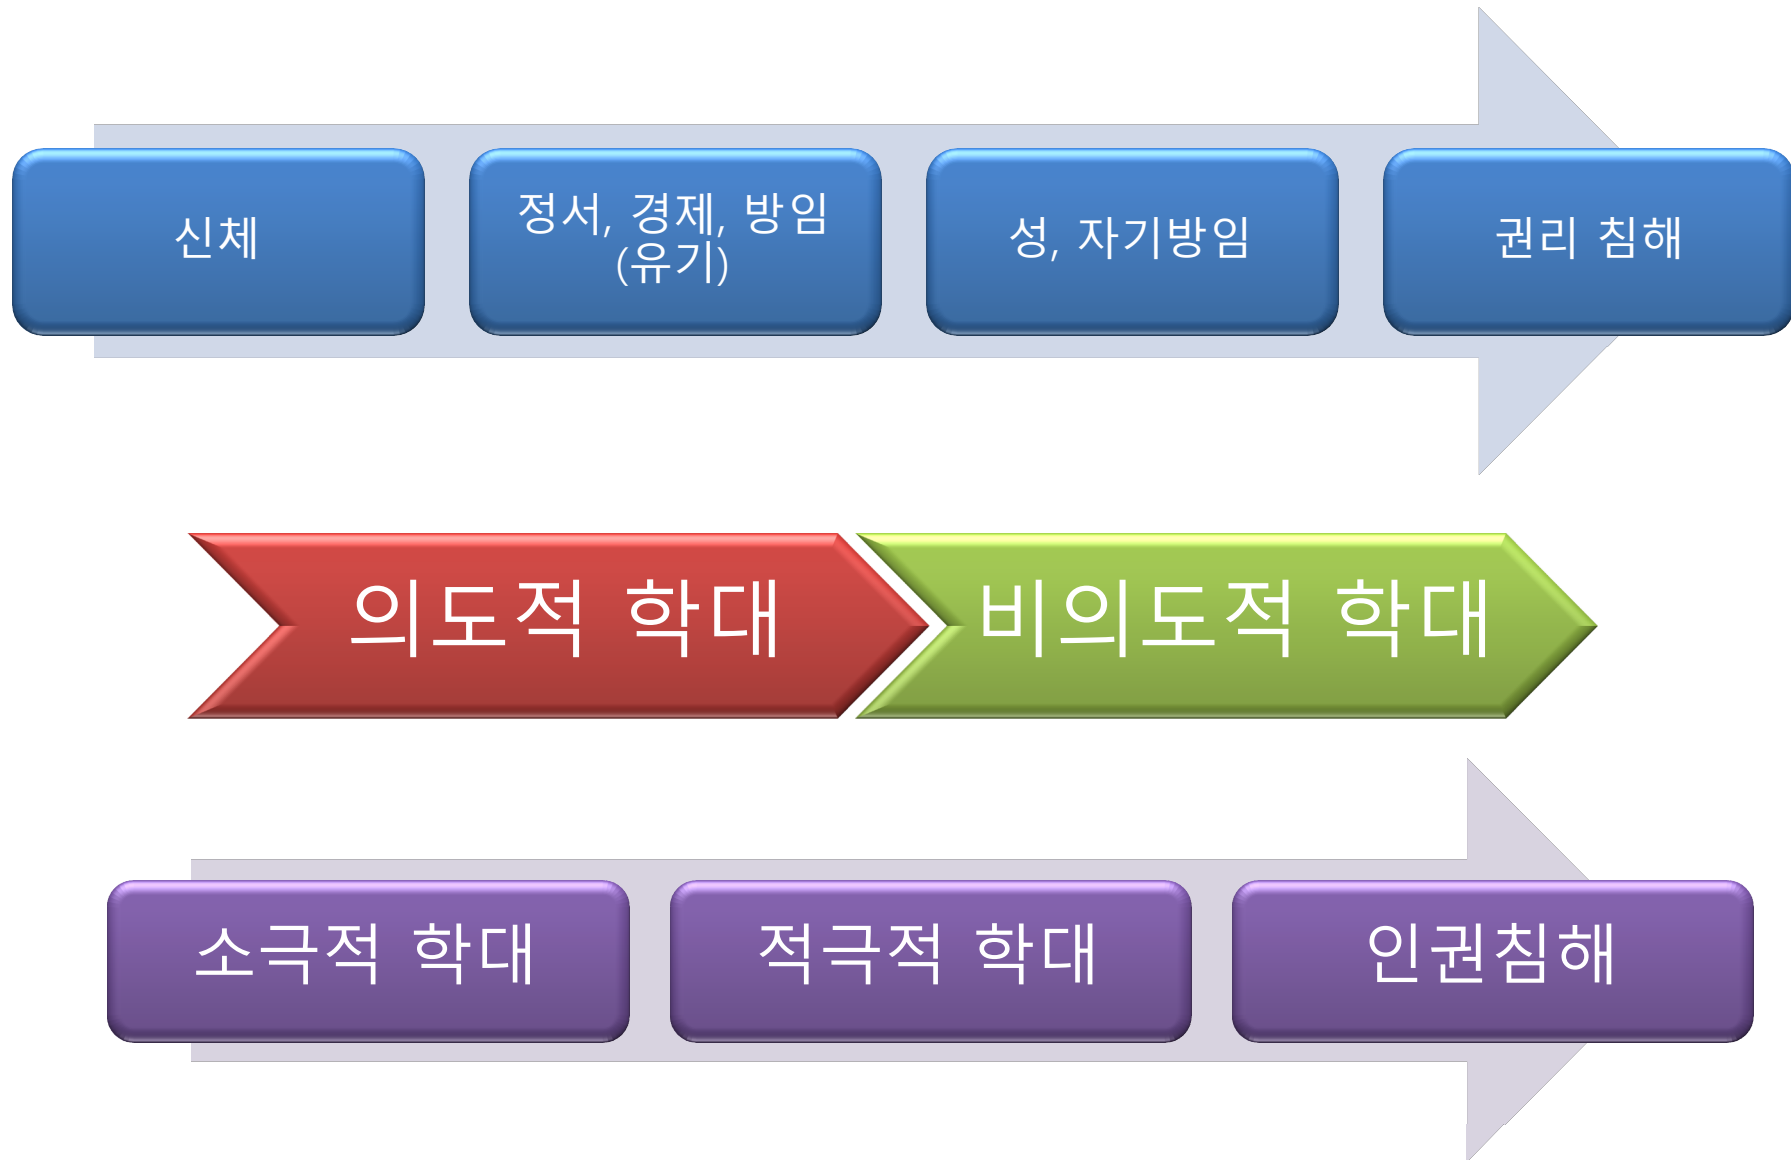 신체
정서, 경제, 방임
(유기)
성, 자기방임
권리 침해
의도적 학대
비의도적 학대
소극적 학대
적극적 학대
인권침해